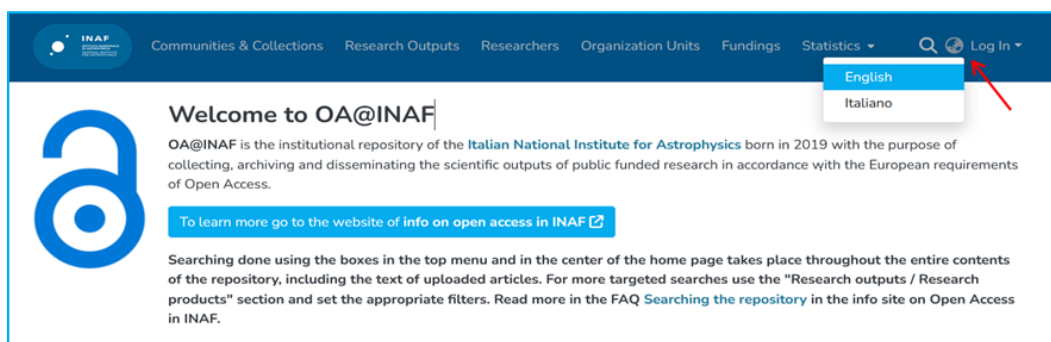 INAF
Communities & Collections Research Outputs Researchers Organization Units Fundings Statistics Log In
English
Italiano
Welcome to OA@INAF
OA@INAF is the institutional repository of the Italian National Institute for Astrophysics born in 2019 with the purpose of
collecting, archiving and disseminating the scientific outputs of public funded research in accordance with the European requirements
of Open Access.
To learn more go to the website of info on open access in INAF
Searching done using the boxes in the top menu and in the center of the home page takes place throughout the entire contents
of the repository, including the text of uploaded articles. For more targeted searches use the "Research outputs / Research
products" section and set the appropriate filters. Read more in the FAQ Searching the repository in the info site on Open Access
in INAF.